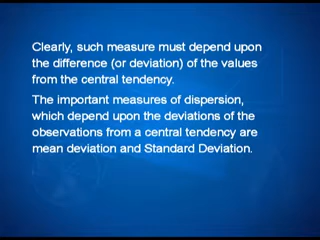 Clearly, such measure must depend upon
the difference (or deviation) of the values
from the central tendency.
The important measures of dispersion,
which depend upon the deviations of the
observations from a central tendency are
mean deviation and Standard Deviation.